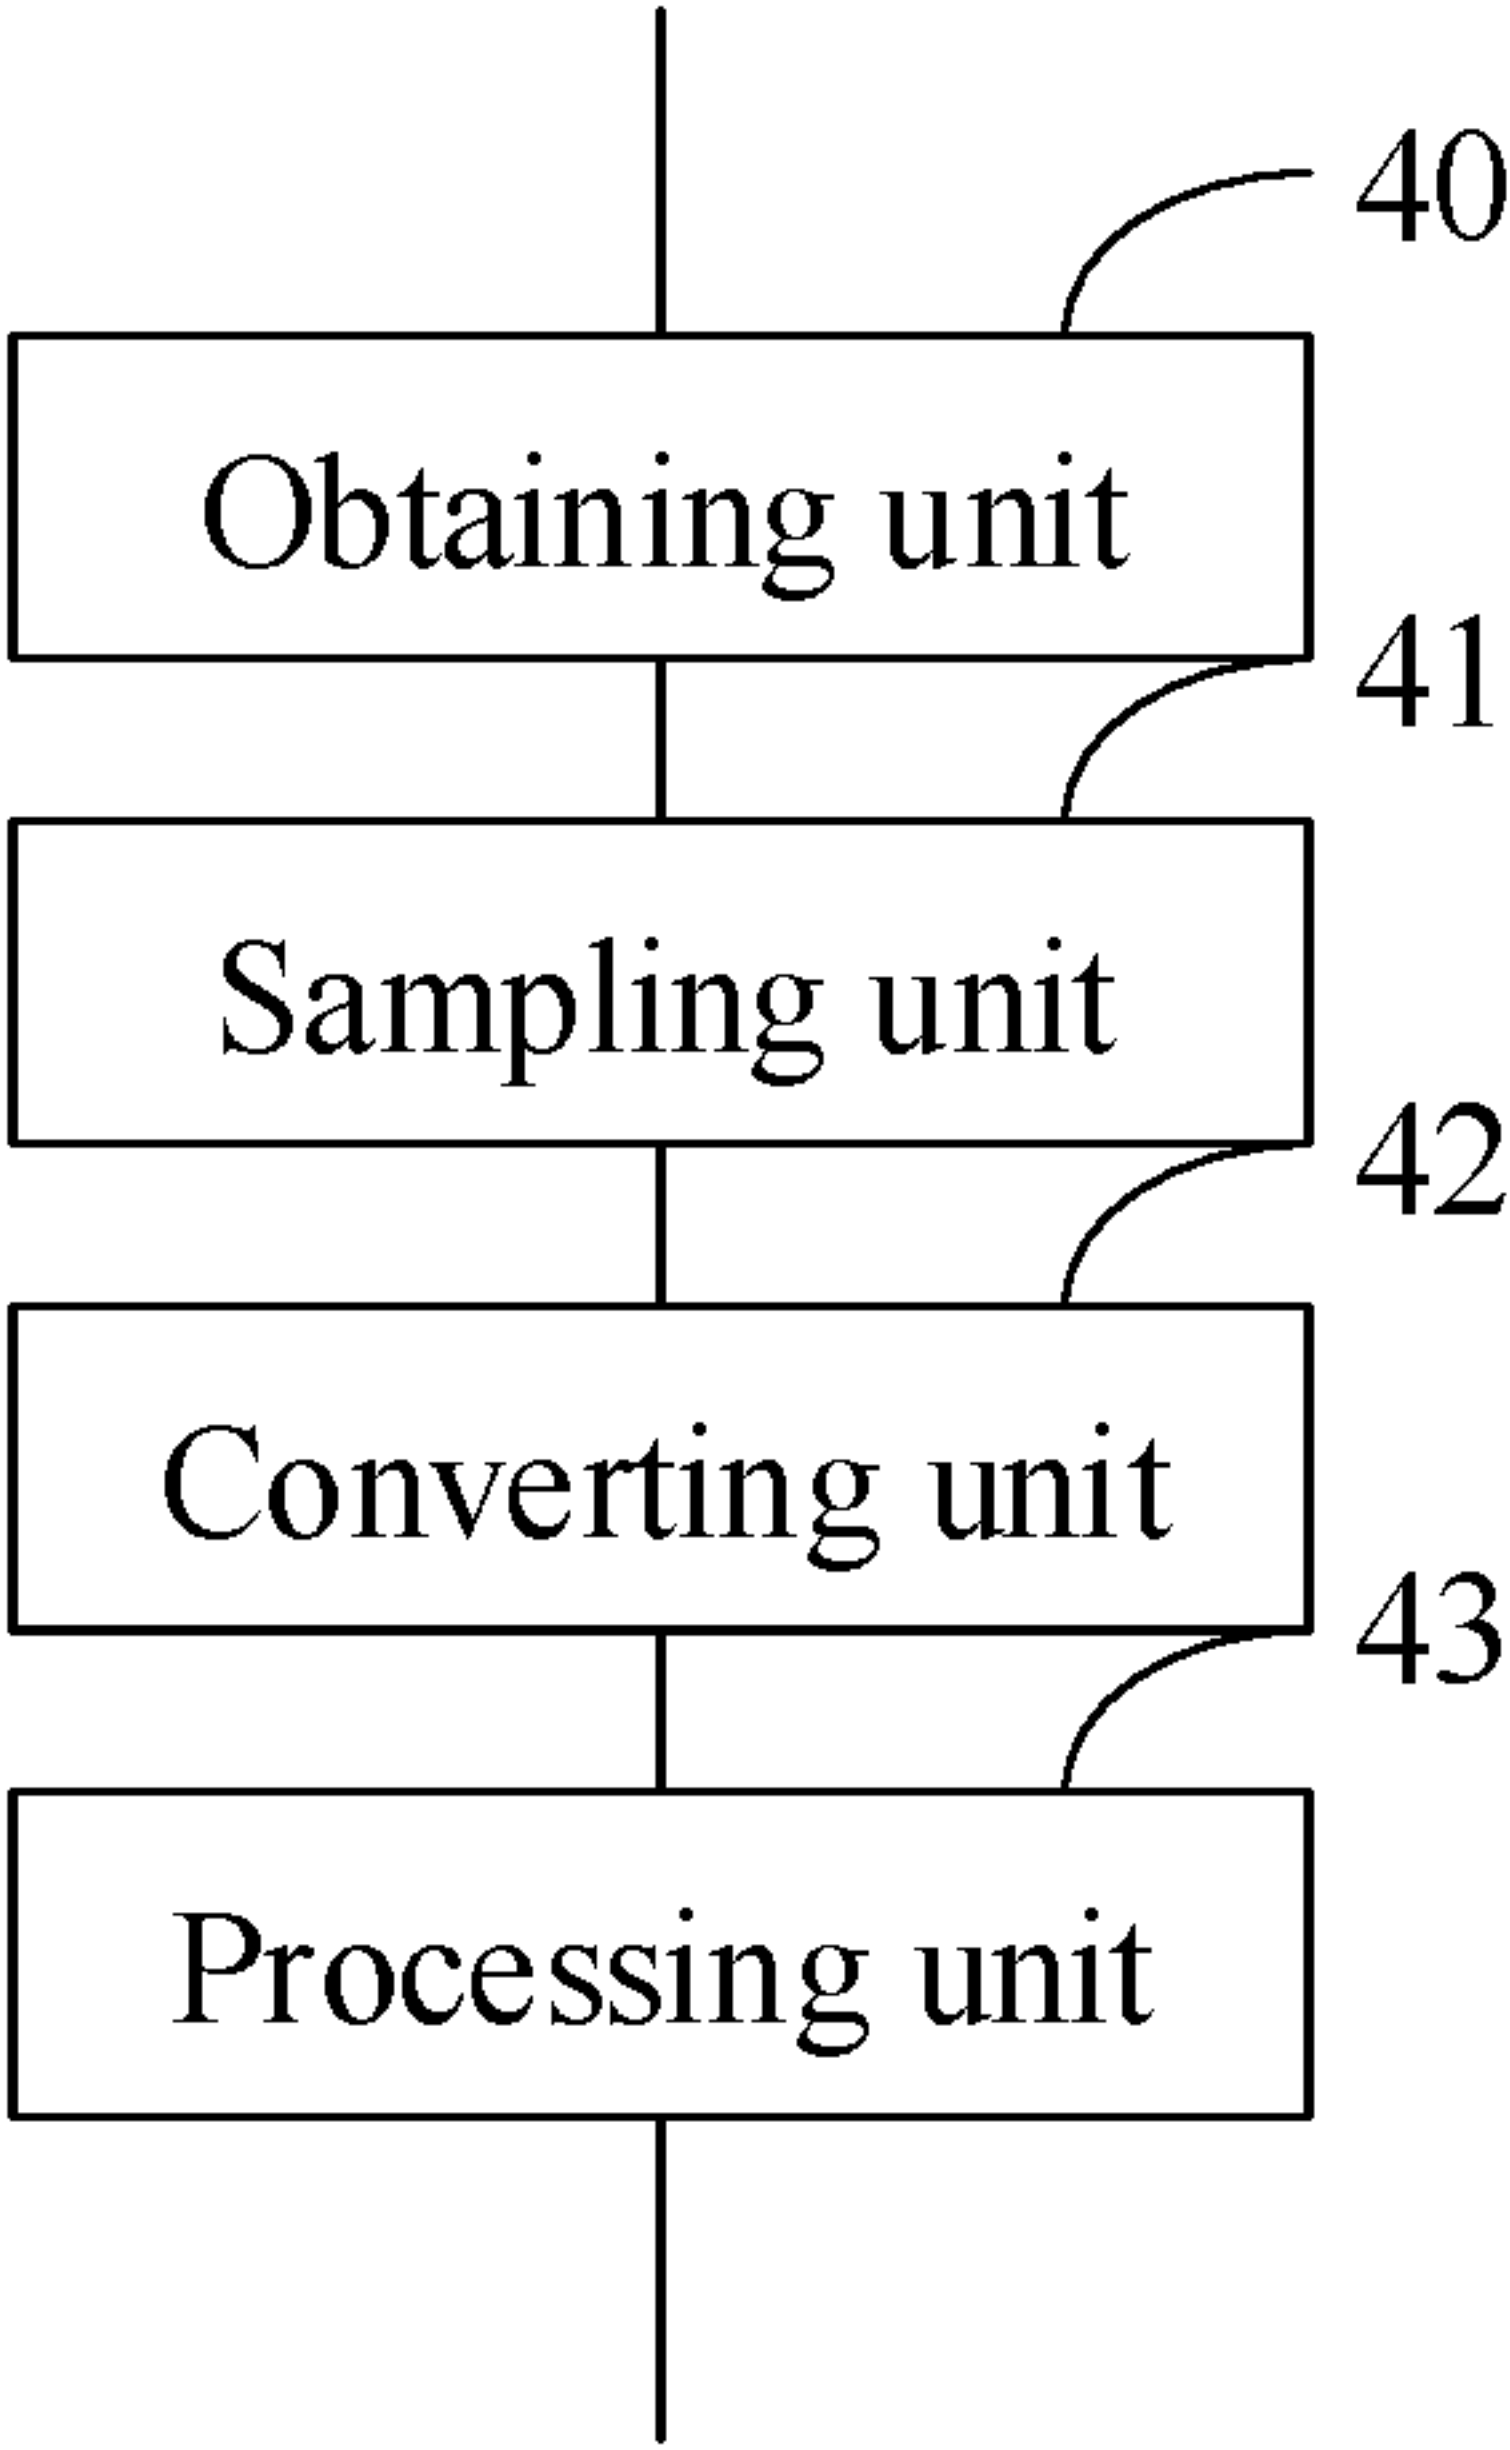 40
Obtaining unit
41
Sampling unit
42
Converting unit
43
Processing unit